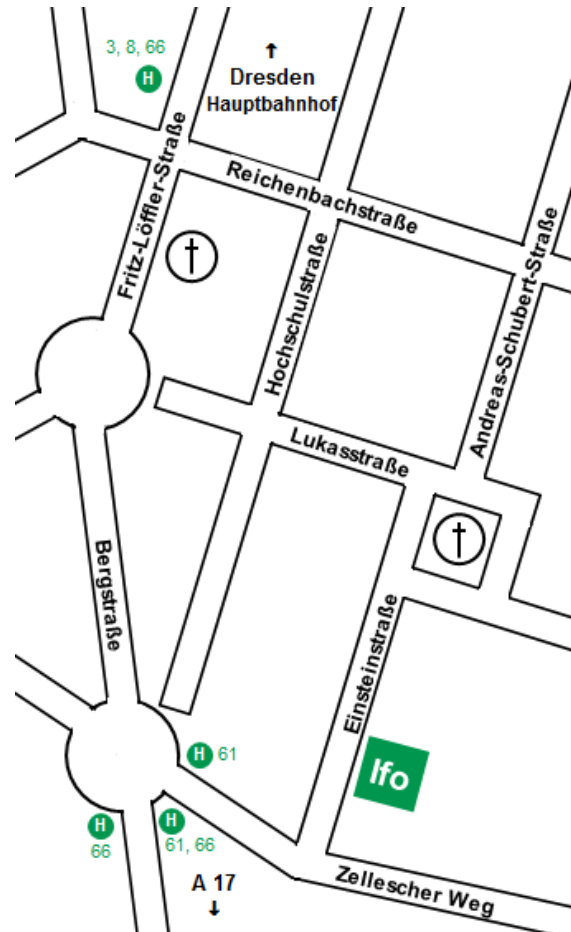 3, 8, 66
H
↑
Dresden
Hauptbahnhof
Fritz-Löffler-Straße
Reichenbachstraße
Hochschulstraße
Andreas-Schubert-Straße
Lukasstraße
Bergstraße
Einsteinstraße
H 61
Ifo
H
66
H
61, 66
A 17
↓
Zellescher Weg